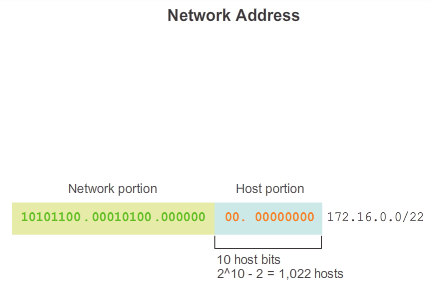 Network Address
Network portion Host portion
10101100.00010100.000000 00. 00000000 172.16.0.0/22
10 host bits
2^10 - 2 = 1,022 hosts